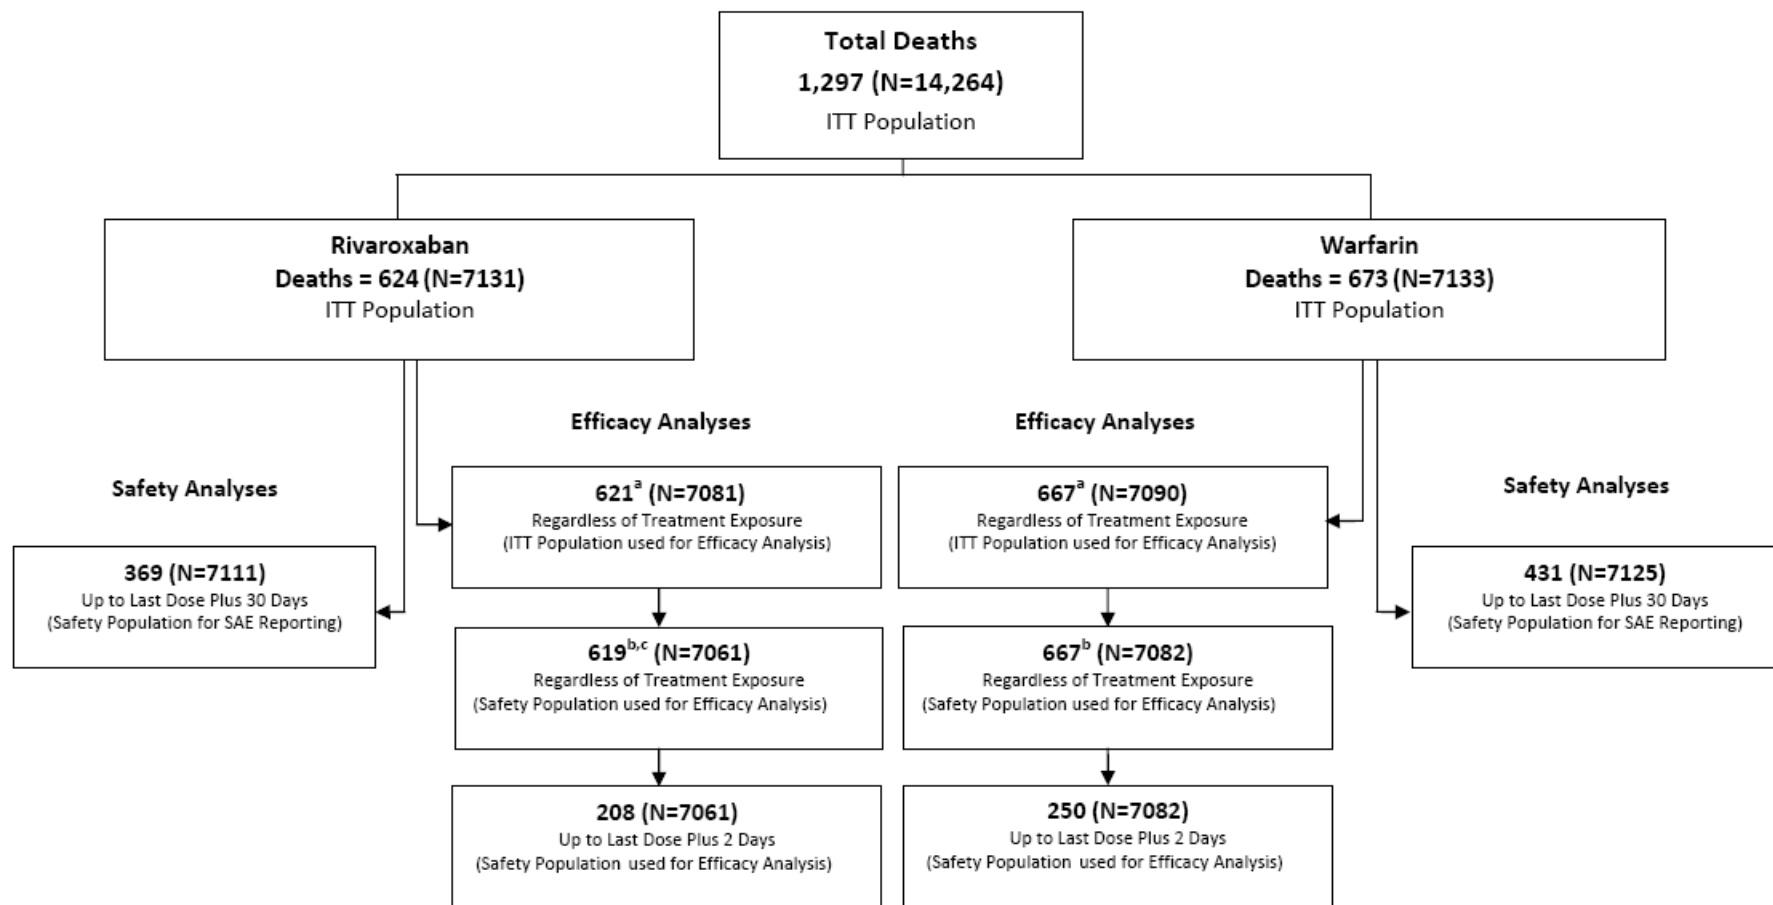 Total Deaths
1,297 (N=14,264)
ITT Population
Rivaroxaban
Deaths = 624 (N=7131)
ITT Population
Warfarin
Deaths = 673 (N=7133)
ITT Population
Safety Analyses
369 (N=7111)
Up to Last Dose Plus 30 Days
(Safety Population for SAE Reporting)
Efficacy Analyses
621ᵃ (N=7081)
Regardless of Treatment Exposure
(ITT Population used for Efficacy Analysis)
619ᵇ,ᶜ (N=7061)
Regardless of Treatment Exposure
(Safety Population used for Efficacy Analysis)
208 (N=7061)
Up to Last Dose Plus 2 Days
(Safety Population used for Efficacy Analysis)
Efficacy Analyses
667ᵃ (N=7090)
Regardless of Treatment Exposure
(ITT Population used for Efficacy Analysis)
667ᵇ (N=7082)
Regardless of Treatment Exposure
(Safety Population used for Efficacy Analysis)
250 (N=7082)
Up to Last Dose Plus 2 Days
(Safety Population used for Efficacy Analysis)
Safety Analyses
431 (N=7125)
Up to Last Dose Plus 30 Days
(Safety Population for SAE Reporting)